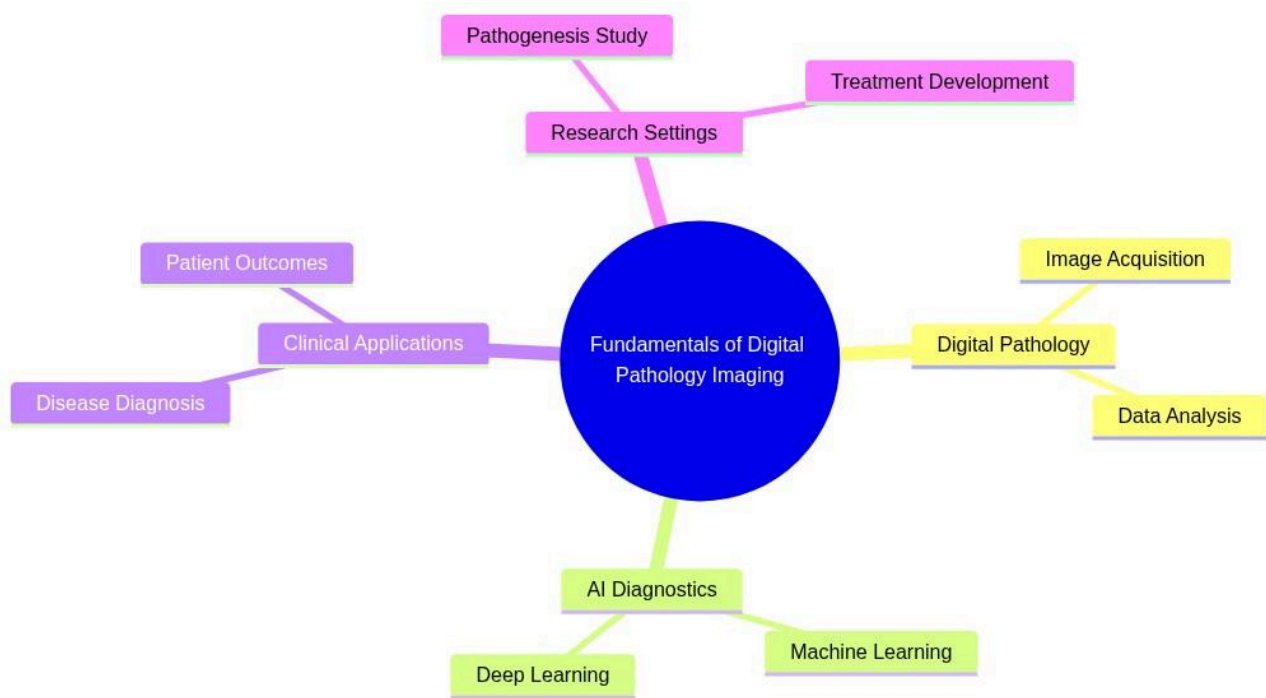 Pathogenesis Study
Treatment Development
Research Settings
Patient Outcomes
Image Acquisition
Clinical Applications
Fundamentals of Digital
Pathology Imaging
Digital Pathology
Disease Diagnosis
Data Analysis
AI Diagnostics
Machine Learning
Deep Learning